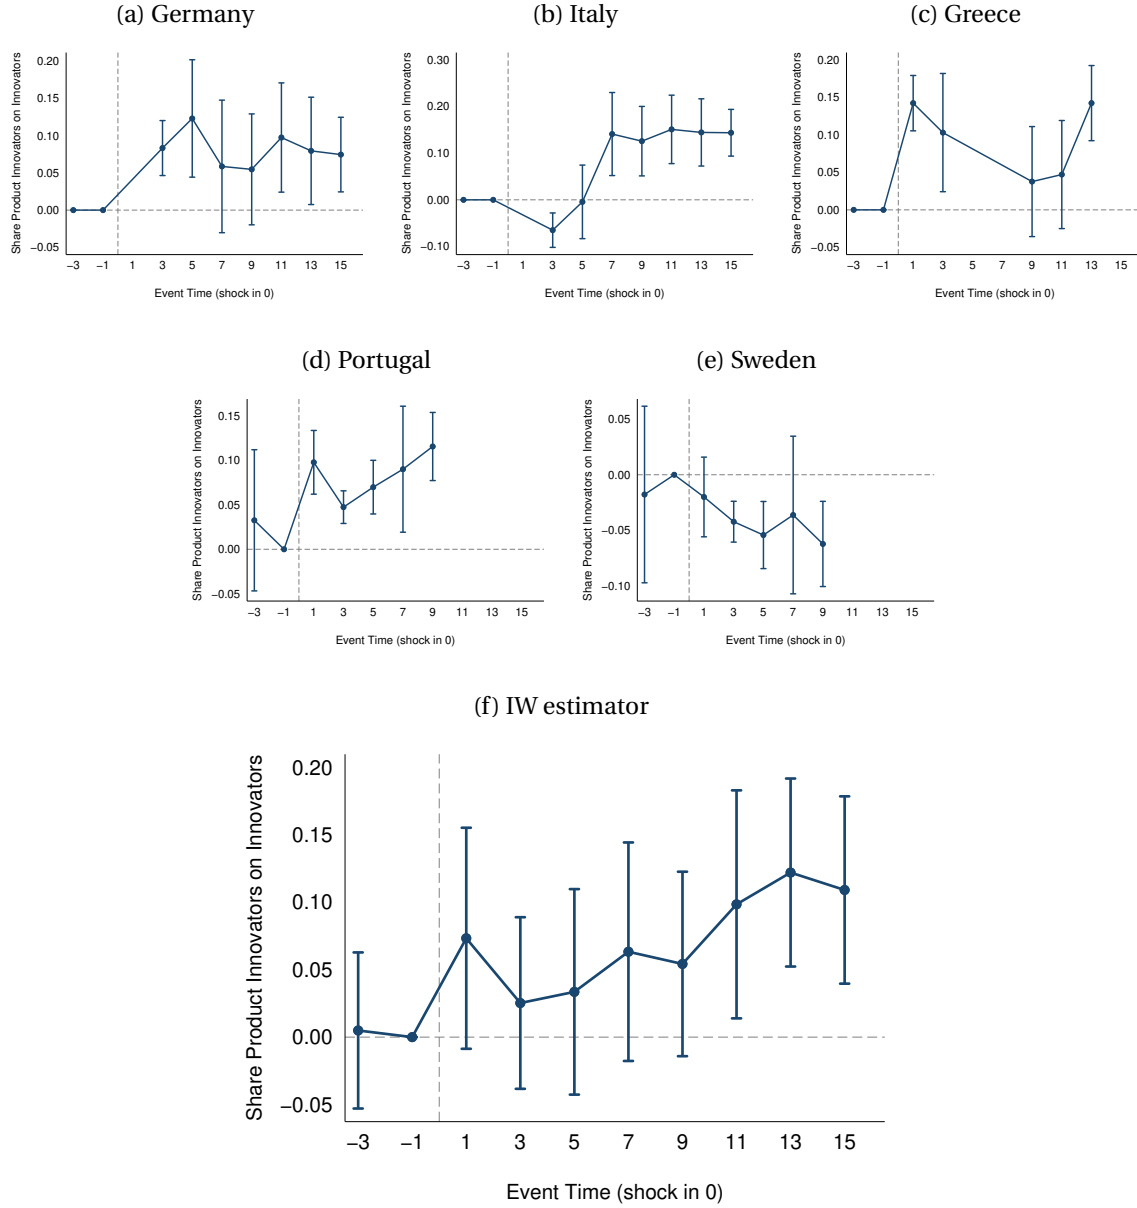 (a) Germany
Share Product Innovators on Innovators
0.20
0.15
0.10
0.05
0.00
−0.05
−3 −1 1 3 5 7 9 11 13 15
Event Time (shock in 0)
(b) Italy
Share Product Innovators on Innovators
0.30
0.20
0.10
0.00
−0.10
−3 −1 1 3 5 7 9 11 13 15
Event Time (shock in 0)
(c) Greece
Share Product Innovators on Innovators
0.20
0.15
0.10
0.05
0.00
−0.05
−3 −1 1 3 5 7 9 11 13 15
Event Time (shock in 0)
(d) Portugal
Share Product Innovators on Innovators
0.15
0.10
0.05
0.00
−0.05
−3 −1 1 3 5 7 9 11 13 15
Event Time (shock in 0)
(e) Sweden
Share Product Innovators on Innovators
0.05
0.00
−0.05
−0.10
−3 −1 1 3 5 7 9 11 13 15
Event Time (shock in 0)
(f) IW estimator
Share Product Innovators on Innovators
0.20
0.15
0.10
0.05
0.00
−0.05
−3 −1 1 3 5 7 9 11 13 15
Event Time (shock in 0)